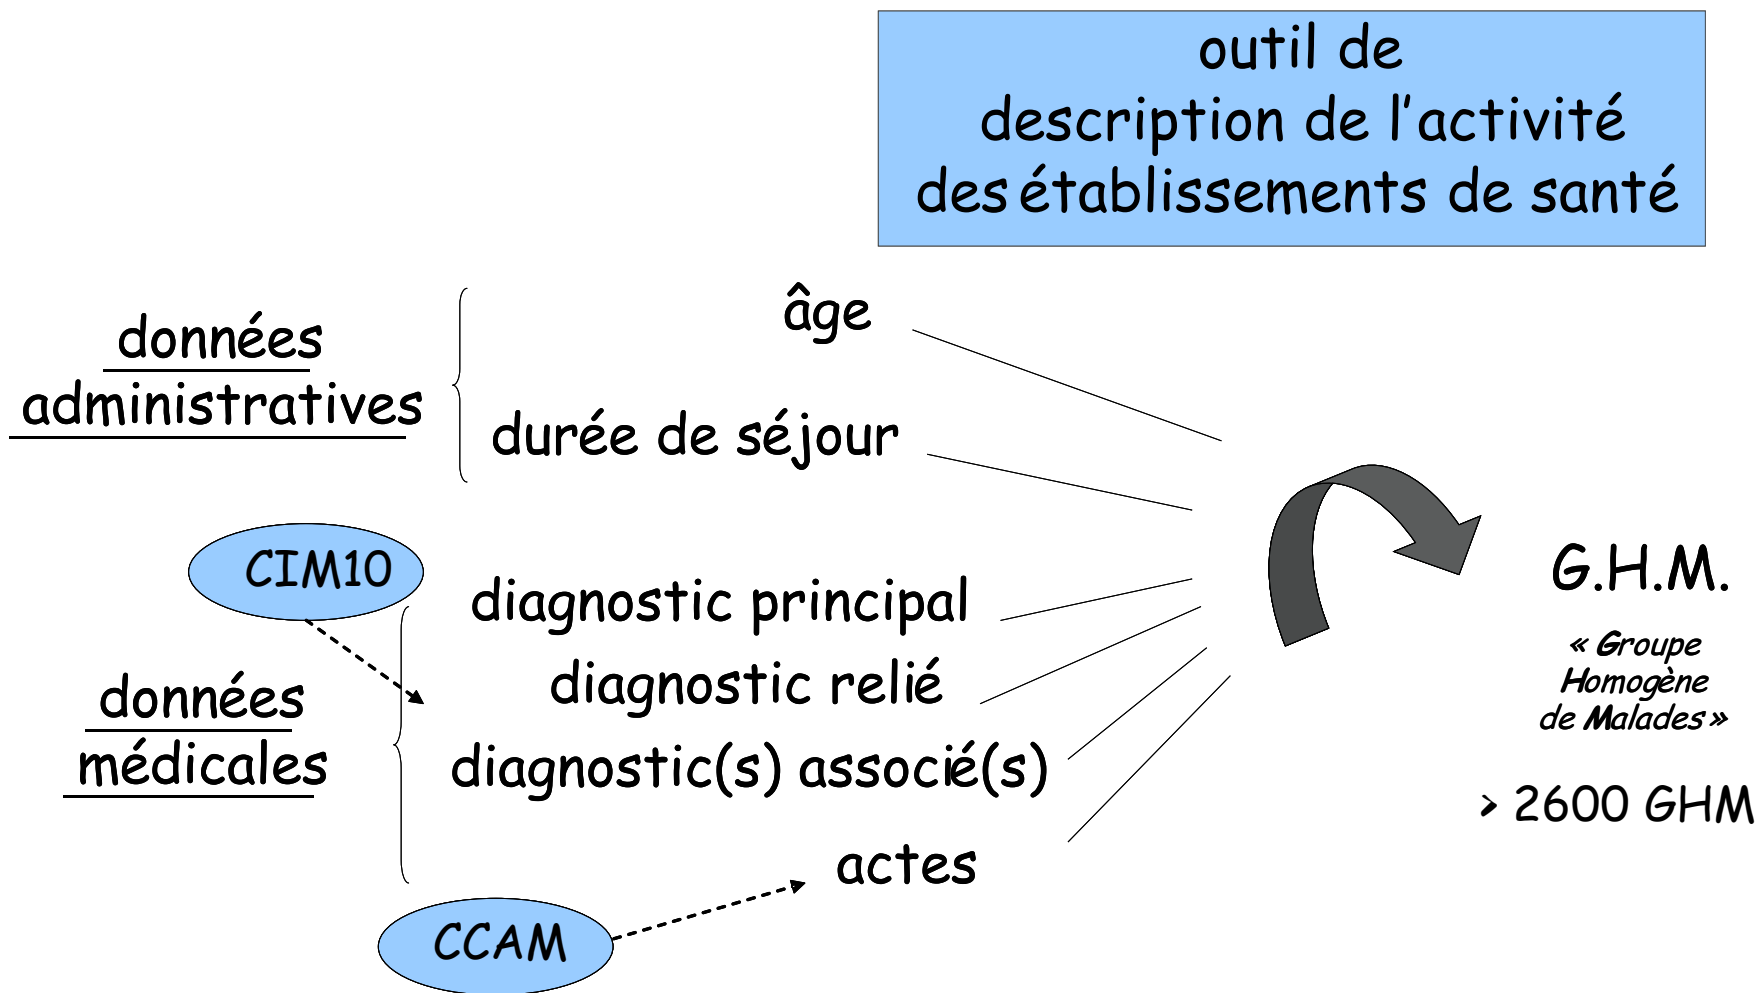 outil de
description de l'activité
des établissements de santé
données
administratives
âge
durée de séjour
CIM10
données
médicales
diagnostic principal
diagnostic relié
diagnostic(s) associé(s)
actes
CCAM
G.H.M.
« Groupe
Homogène
de Malades »
> 2600 GHM